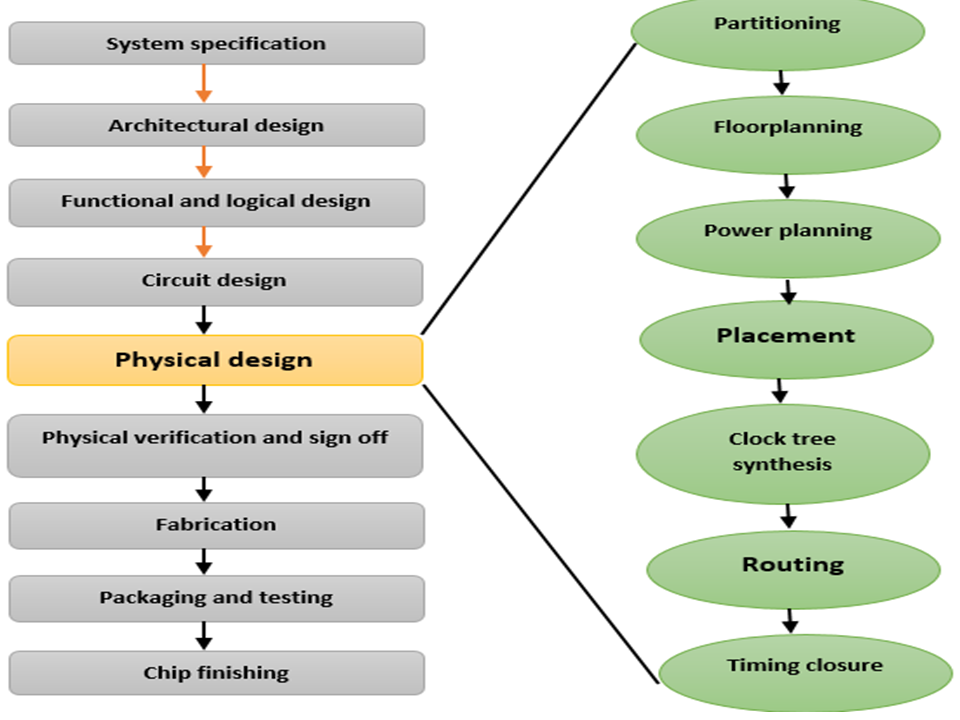 System specification
Architectural design
Functional and logical design
Circuit design
Physical design
Physical verification and sign off
Fabrication
Packaging and testing
Chip finishing
Partitioning
Floorplanning
Power planning
Placement
Clock tree
synthesis
Routing
Timing closure